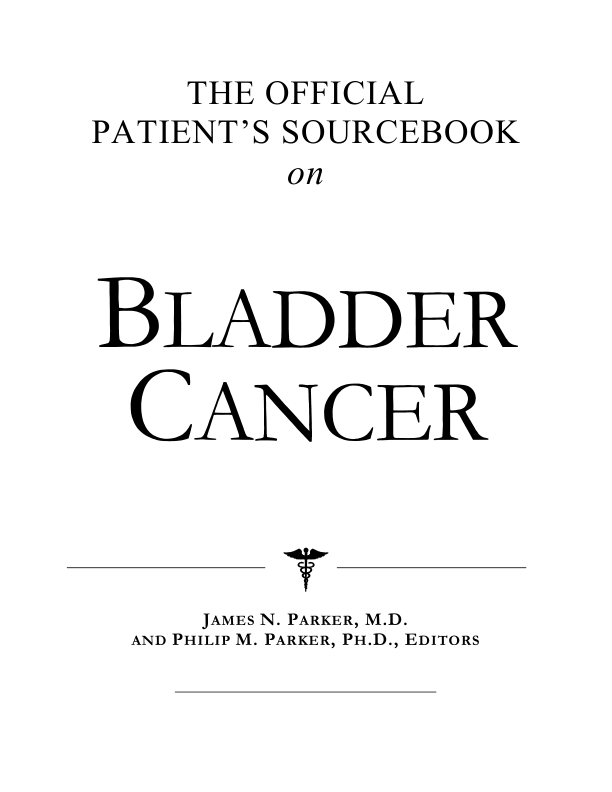 THE OFFICIAL
PATIENT’S SOURCEBOOK
on
BLADDER
CANCER
JAMES N. PARKER, M.D.
AND PHILIP M. PARKER, PH.D., EDITORS